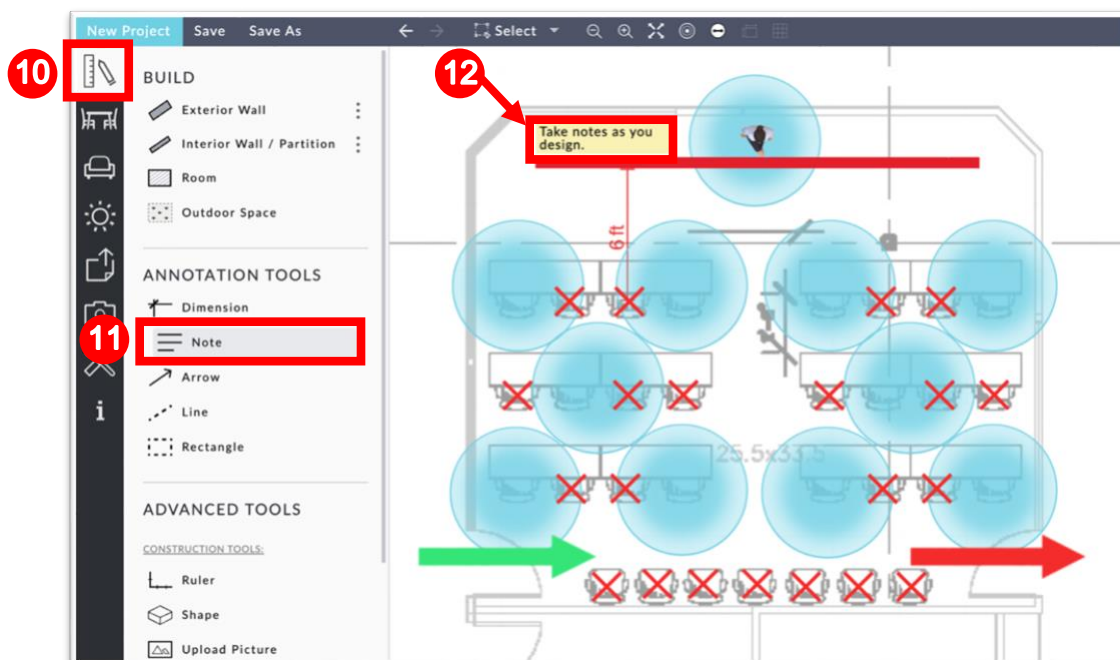 New Project Save Save As Select
10
BUILD
Exterior Wall
Interior Wall / Partition
Room
Outdoor Space
ANNOTATION TOOLS
Dimension
11
Note
Arrow
Line
Rectangle
ADVANCED TOOLS
CONSTRUCTION TOOLS:
Ruler
Shape
Upload Picture
i
12
Take notes as you
design.
6 ft
25.5x33.5